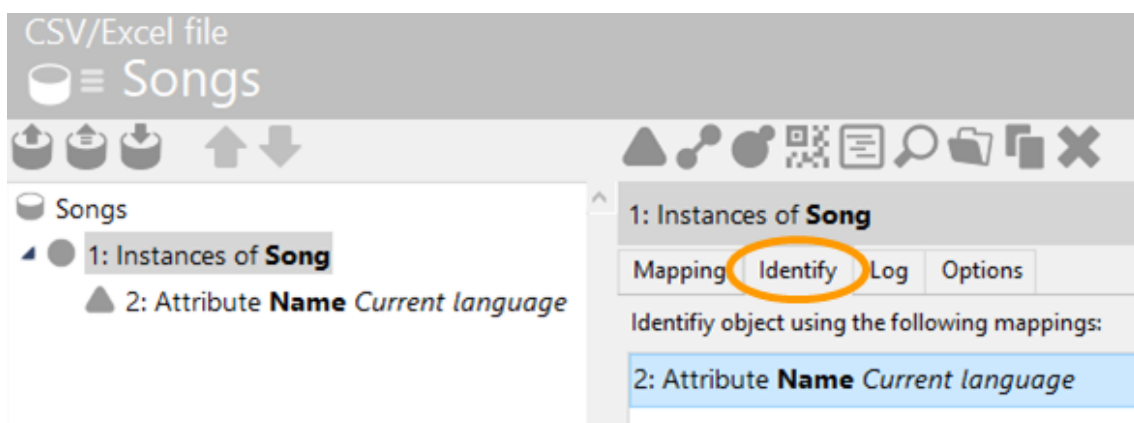 CSV/Excel file
Songs
Songs
1: Instances of Song
2: Attribute Name Current language
1: Instances of Song
Mapping Identify Log Options
Identifiy object using the following mappings:
2: Attribute Name Current language